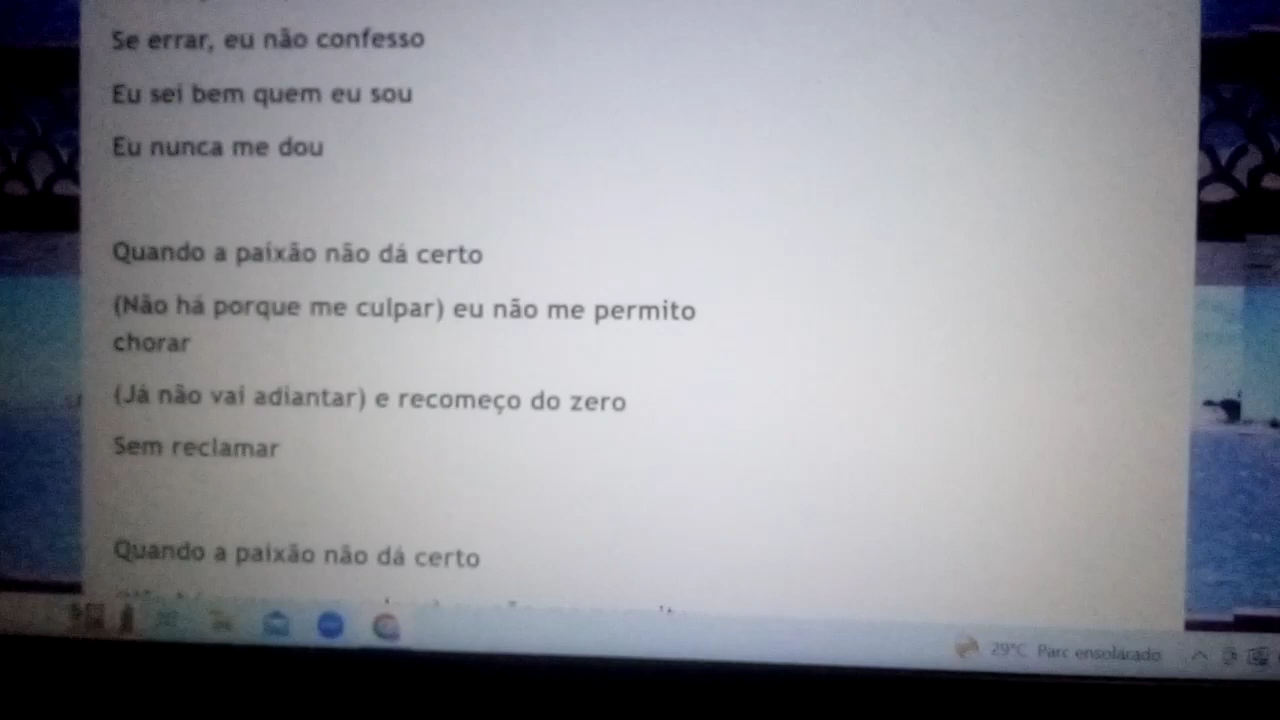 Se errar, eu não confesso
Eu sei bem quem eu sou
Eu nunca me dou
Quando a paixão não dá certo
(Não há porque me culpar) eu não me permito
chorar
(Já não vai adiantar) e recomeço do zero
Sem reclamar
Quando a paixão não dá certo
29°C Parc ensolarado